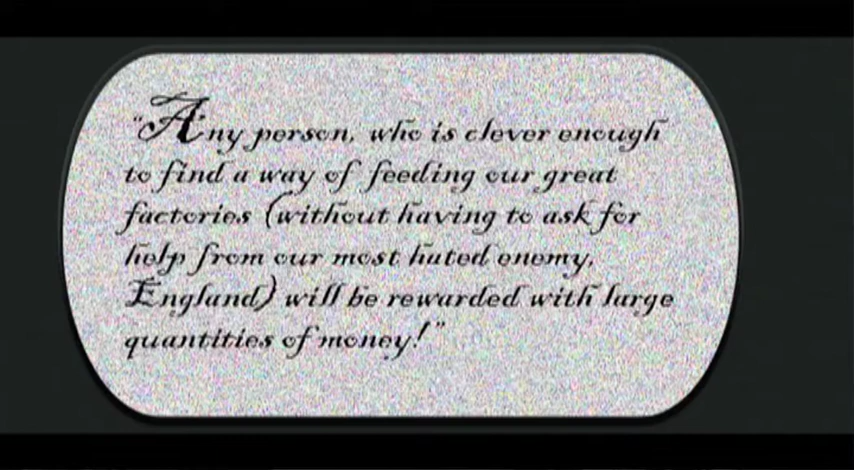 "Any person, who is clever enough
to find a way of feeding our great
factories (without having to ask for
help from our most hated enemy,
England) will be rewarded with large
quantities of money!"